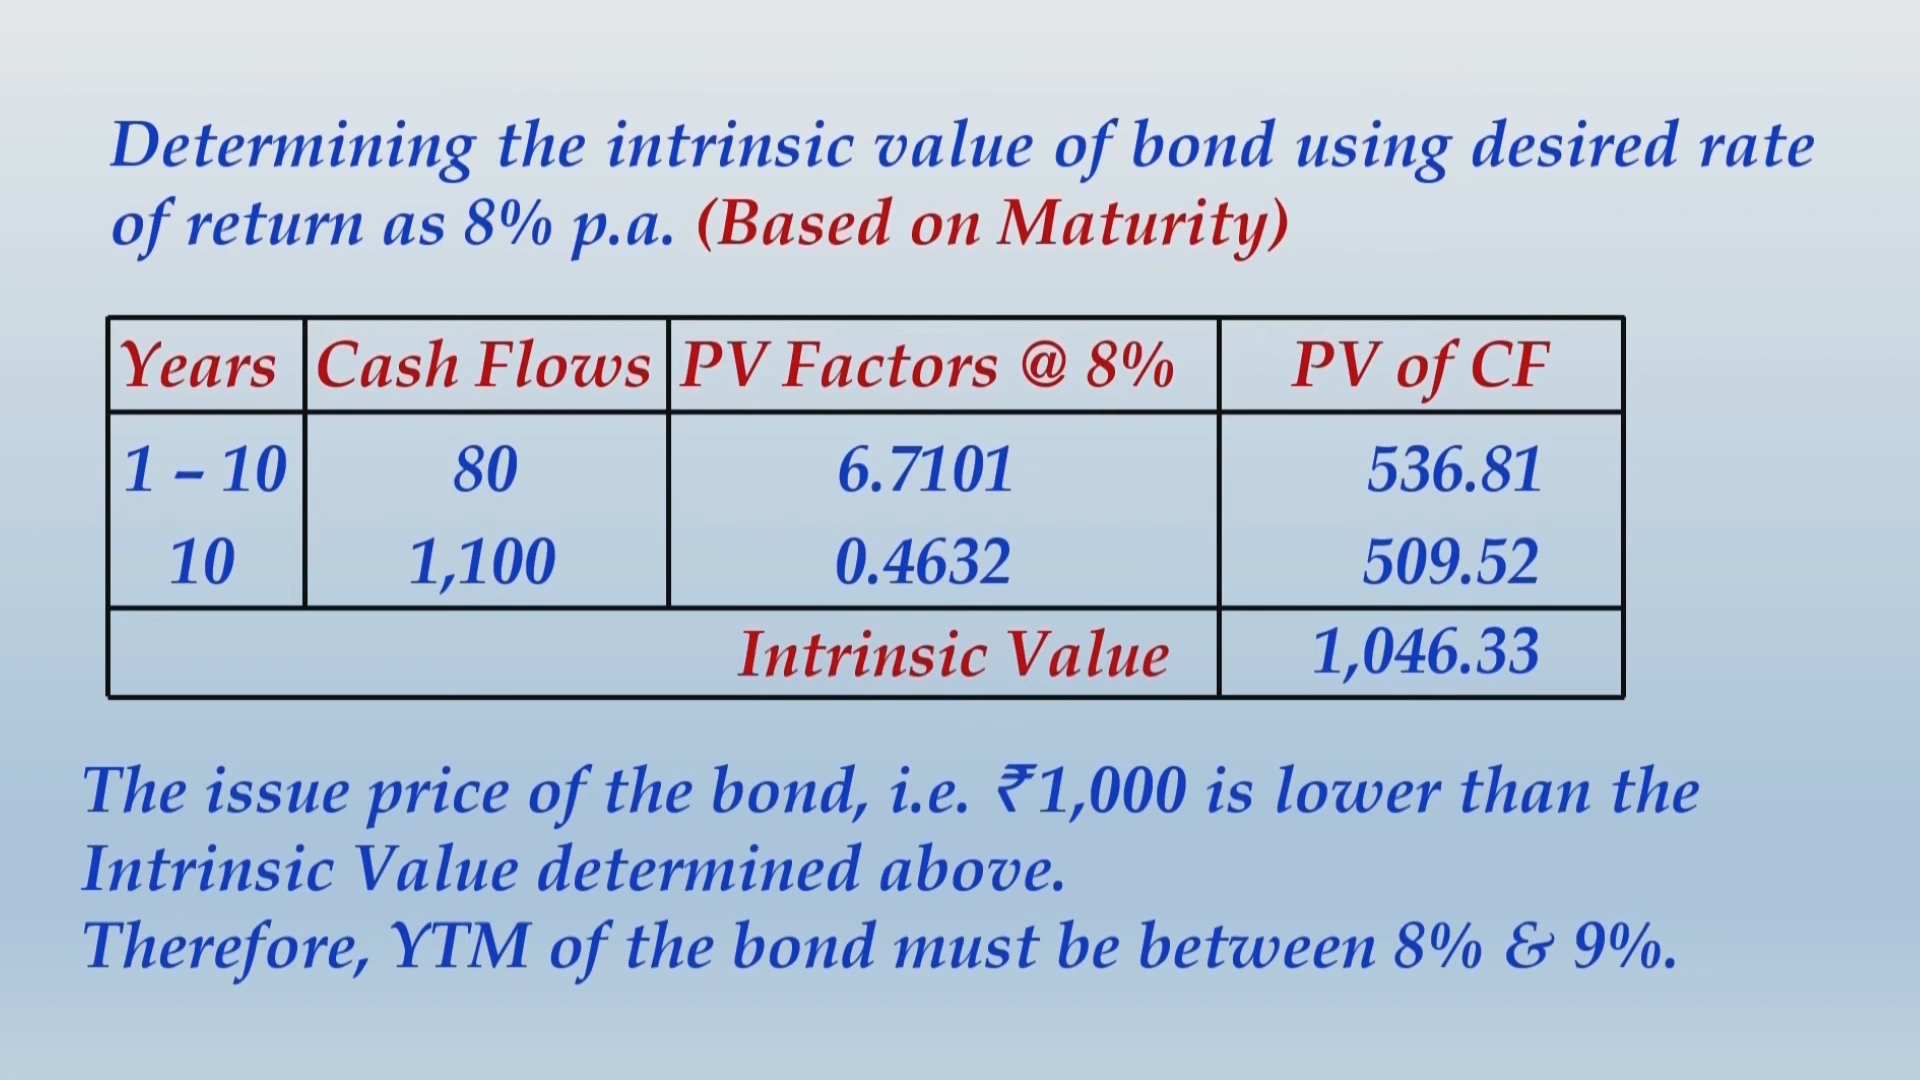 Determining the intrinsic value of bond using desired rate
of return as 8% p.a. (Based on Maturity)
Years Cash Flows PV Factors @ 8% PV of CF
1 – 10 80 6.7101 536.81
10 1,100 0.4632 509.52
Intrinsic Value 1,046.33
The issue price of the bond, i.e. ₹1,000 is lower than the
Intrinsic Value determined above.
Therefore, YTM of the bond must be between 8% & 9%.